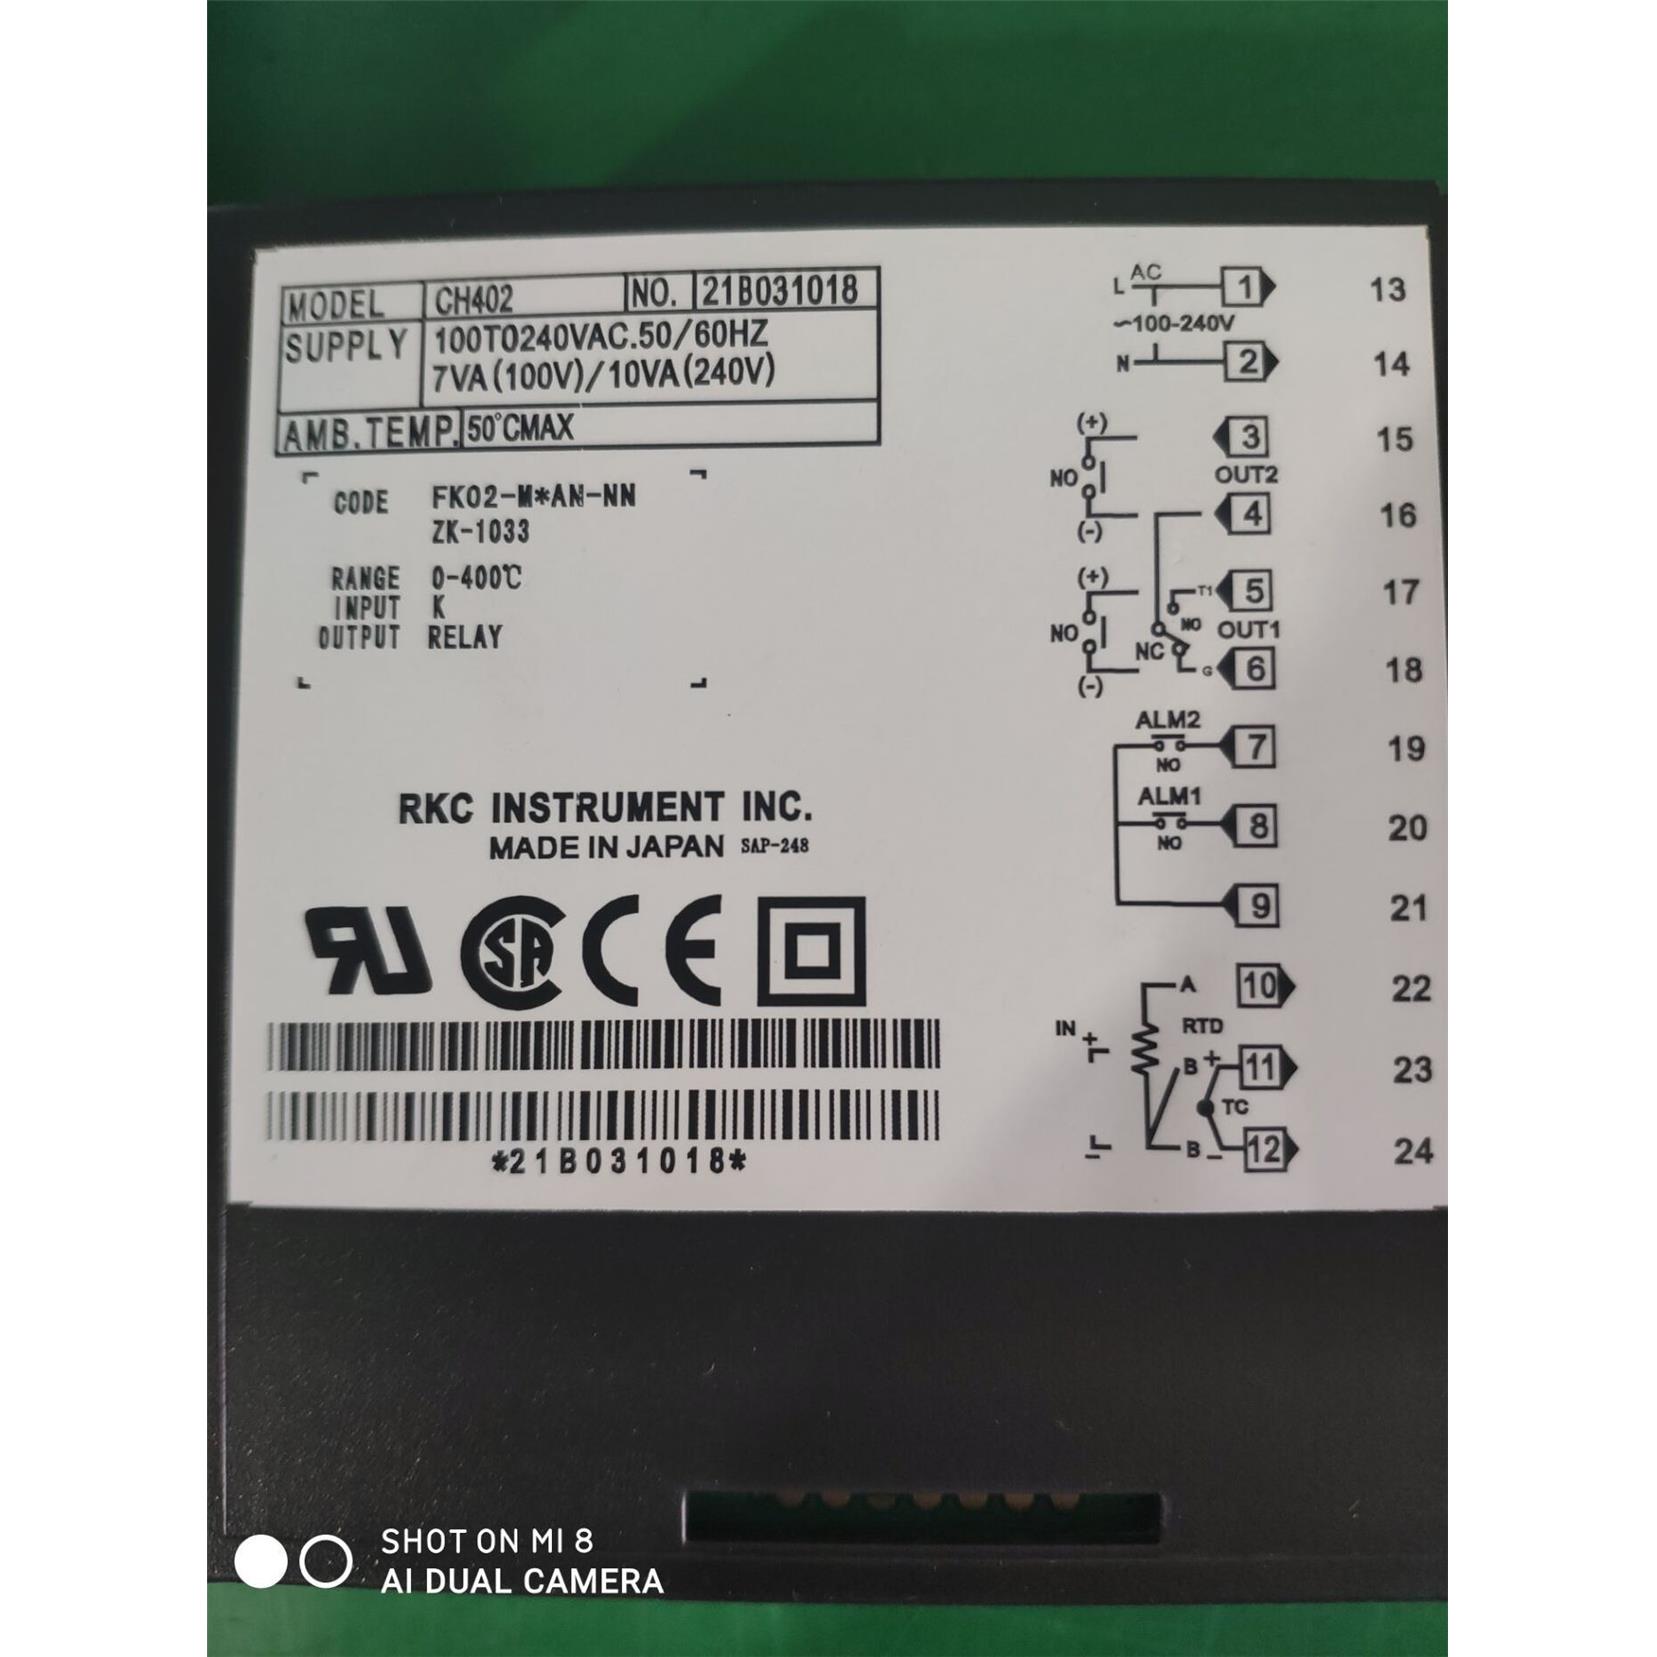 MODEL CH402 NO. 21B031018
SUPPLY 100TO240VAC.50/60HZ
7VA(100V)/10VA(240V)
AMB.TEMP. 50°CMAX
CODE FK02-M*AN-NN
ZK-1033
RANGE 0-400℃
INPUT K
OUTPUT RELAY
RKC INSTRUMENT INC.
MADE IN JAPAN SAP-248
*21B031018*
L AC 1 13
~100-240V
N 2 14
(+) 3 15
NO OUT2
4 16
(-)
(+) T1 5 17
NO NO OUT1
NC G 6 18
(-)
ALM2
7 19
NO
ALM1
8 20
NO
9 21
A 10 22
IN + RTD
B + 11 23
TC
- B - 12 24
SHOT ON MI 8
AI DUAL CAMERA